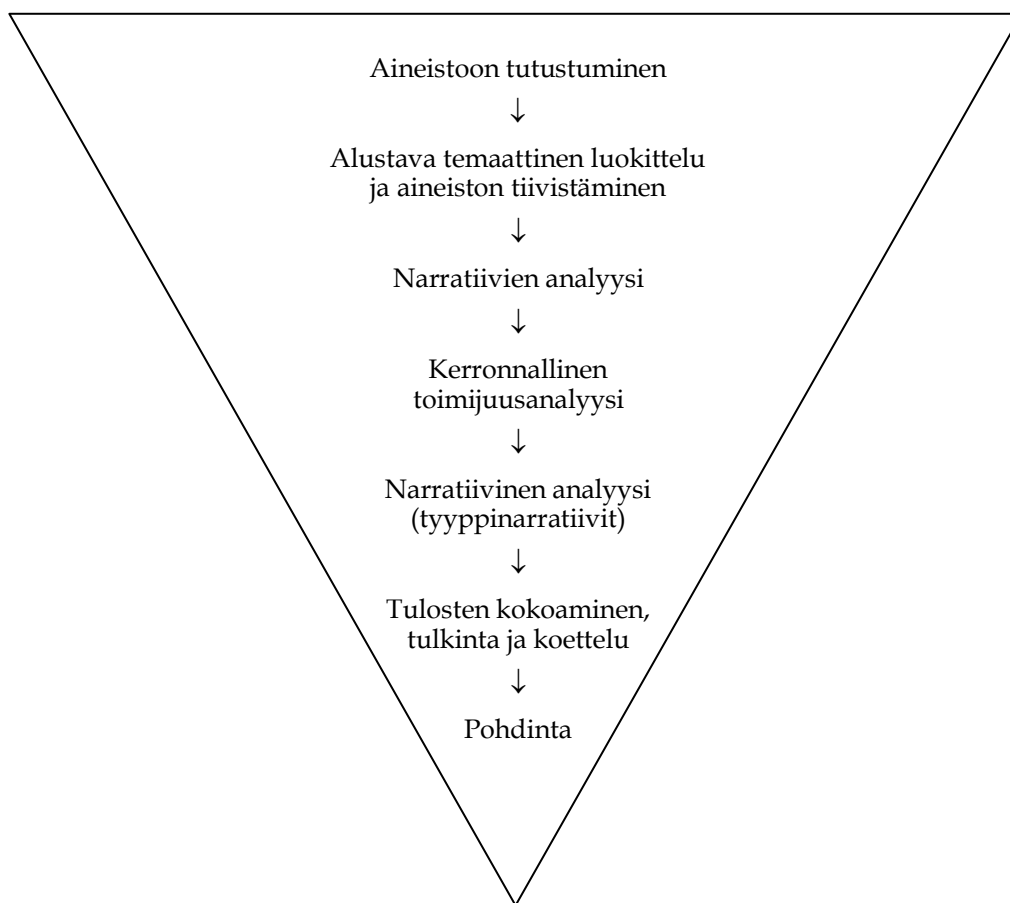 Aineistoon tutustuminen
↓
Alustava temaattinen luokittelu
ja aineiston tiivistäminen
↓
Narratiivien analyysi
↓
Kerronnallinen
toimijuusanalyysi
↓
Narratiivinen analyysi
(tyyppinarratiivit)
↓
Tulosten kokoaminen,
tulkinta ja koettelu
↓
Pohdinta